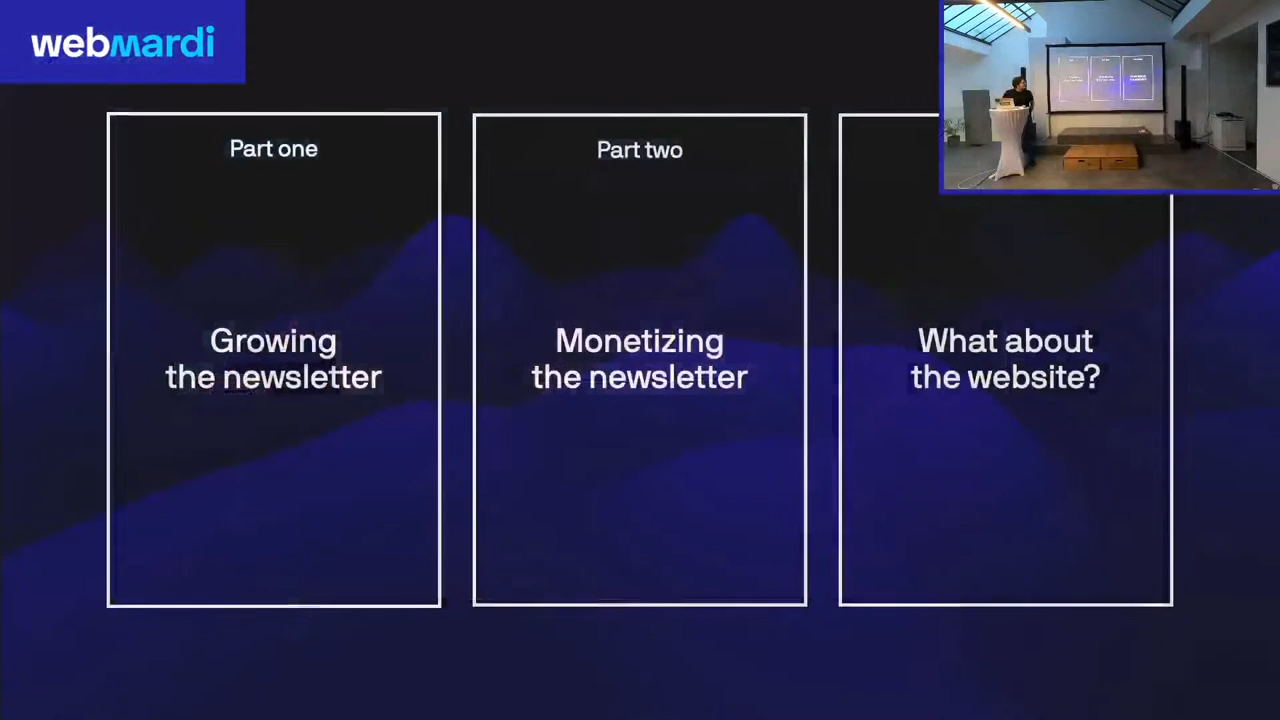 webmardi
Part one
Growing
the newsletter
Part two
Monetizing
the newsletter
What about
the website?